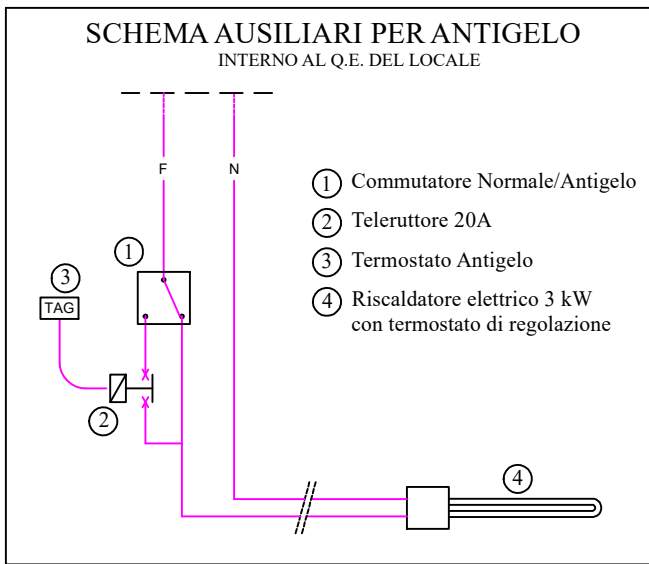 SCHEMA AUSILIARI PER ANTIGELO
INTERNO AL Q.E. DEL LOCALE
F
N
1 Commutatore Normale/Antigelo
2 Teleruttore 20A
3 Termostato Antigelo
4 Riscaldatore elettrico 3 kW
con termostato di regolazione
1
3
TAG
2
4